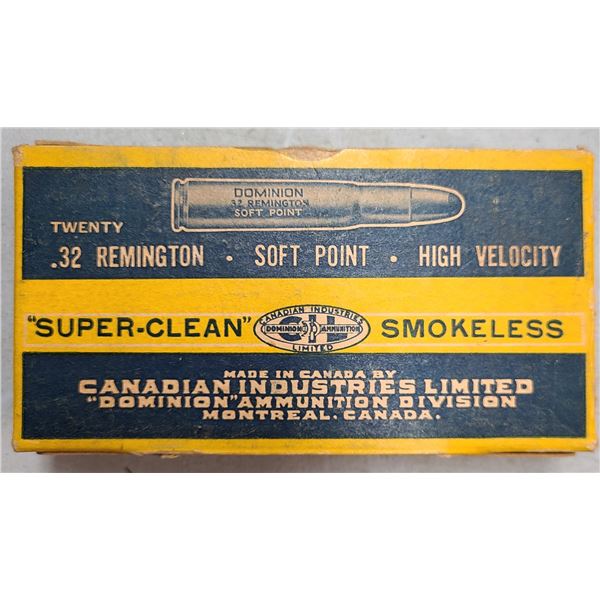 DOMINION
32 REMINGTON
SOFT POINT
TWENTY
.32 REMINGTON • SOFT POINT • HIGH VELOCITY
"SUPER-CLEAN" CANADIAN INDUSTRIES LIMITED CIL DOMINION AMMUNITION SMOKELESS
MADE IN CANADA BY
CANADIAN INDUSTRIES LIMITED
"DOMINION" AMMUNITION DIVISION
MONTREAL, CANADA.